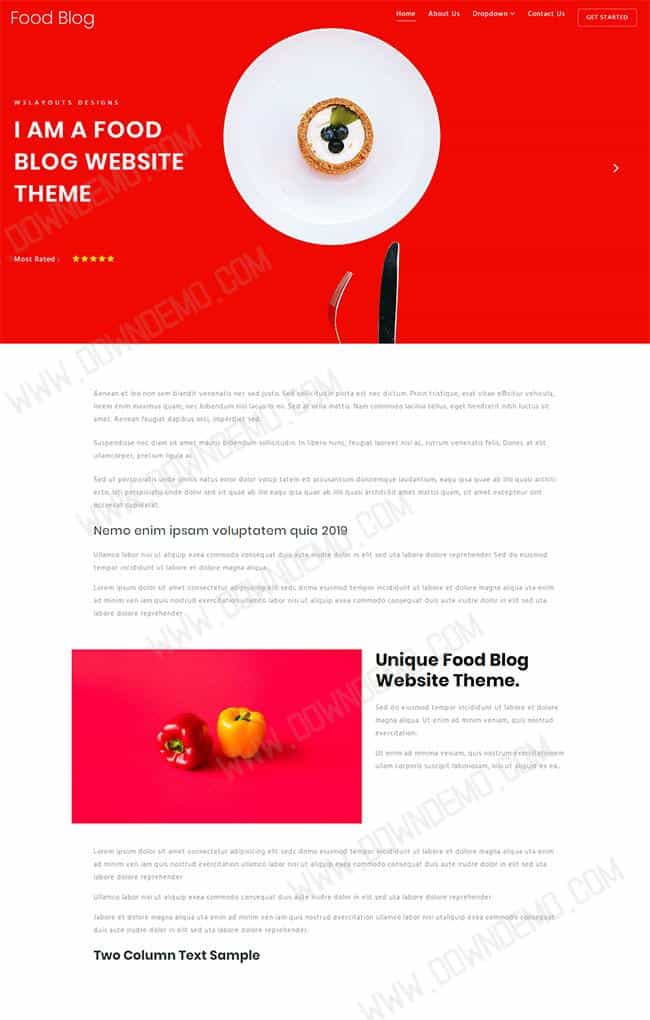 Food Blog
Home About Us Dropdown Contact Us GET STARTED
W3LAYOUTS DESIGNS
I AM A FOOD
BLOG WEBSITE
THEME
Most Rated :
Aenean at leo non sem blandit venenatis nec sed justo. Sed sollicitudin porta est nec dictum. Proin tristique, erat vitae efficitur vehicula,
lorem enim maximus quam, nec bibendum nisi lacus in mi. Sed at urna mattis. Nam commodo lacinia tellus, eget hendrerit nibh luctus sit
amet. Aenean feugiat dapibus orci, imperdiet sed.
Suspendisse nec diam sit amet mauris bibendum sollicitudin. In libero nunc, feugiat laoreet nisl ac, rutrum venenatis felis. Donec at elit
ullamcorper, pretium ligula ac
Sed ut perspiciatis unde omnis natus error dolor volup tatem et accusantium doloremque laudantium, eaqu ipsa quae ab illo quasi architi
ecto, isti perspiciatis unde dolor sed sit quae ab illo eaqu ipsa quae ab illo quasi architi sit amet mattis quam, sit amet excepteur sint
occaecat cupidatat.
Nemo enim ipsam voluptatem quia 2019
Ullamco labor nisi ut aliquip exea commodo consequat duis aute irudre dolor in elit sed uta labore dolore reprehender Sed do eiusmod
tempor incididunt ut labore et dolore magna aliqua.
Lorem ipsum dolor sit amet consectetur adipiscing elit sedc dnmo eiusmod tempor incididunt ut labore et dolore magna aliqua. Ut enim
ad minim ven iam quis nostrud exercitation ullamco labor nisi ut aliquip exea commodo consequat duis aute irudre dolor in elit sed uta
labore dolore reprehender
Unique Food Blog
Website Theme.
Sed do eiusmod tempor incididunt ut labore et dolore
magna aliqua. Ut enim ad minim veniam, quis nostrud
exercitation.
Ut enim ad minima veniam, quis nostrum exercitationem
ullam corporis suscipit laboriosam, nisi ut aliquid ex ea.
Lorem ipsum dolor sit amet consectetur adipiscing elit sedc dnmo eiusmod tempor incididunt ut labore et dolore magna aliqua. Ut enim
ad minim ven iam quis nostrud exercitation ullamco labor nisi ut aliquip exea commodo consequat duis aute irudre dolor in elit sed uta
labore dolore reprehender
Ullamco labor nisi ut aliquip exea commodo consequat duis aute irudre dolor in elit sed uta labore dolore reprehender.
labore et dolore magna aliqua uta enim ad minim ven iam quis nostrud exercitation ullamco labor nisi utaliquip exea commodo consequat
duis aute irudre dolor in elit sed uta labore dolore reprehender.
Two Column Text Sample
WWW.DOWNDEMO.COM